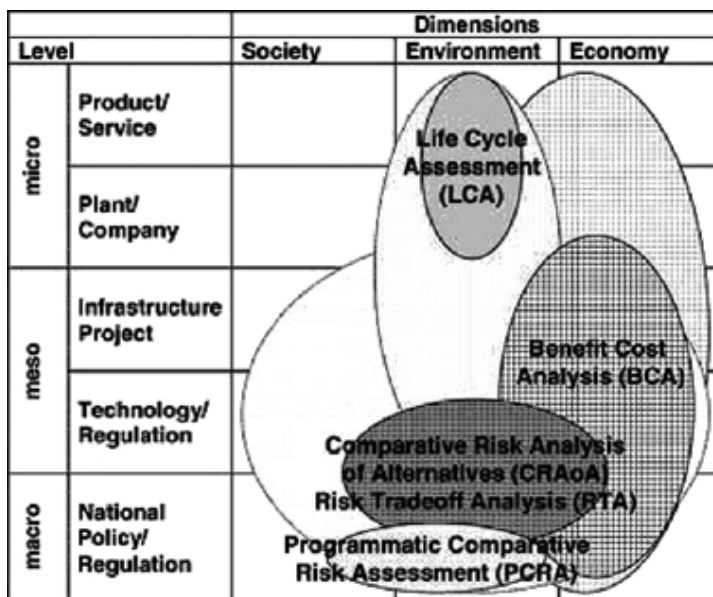 Dimensions
Level Society Environment Economy
micro
Product/
Service
Plant/
Company
meso
Infrastructure
Project
Technology/
Regulation
macro
National
Policy/
Regulation
Life Cycle
Assessment
(LCA)
Benefit Cost
Analysis (BCA)
Comparative Risk Analysis
of Alternatives (CRAoA)
Risk Tradeoff Analysis (RTA)
Programmatic Comparative
Risk Assessment (PCRA)